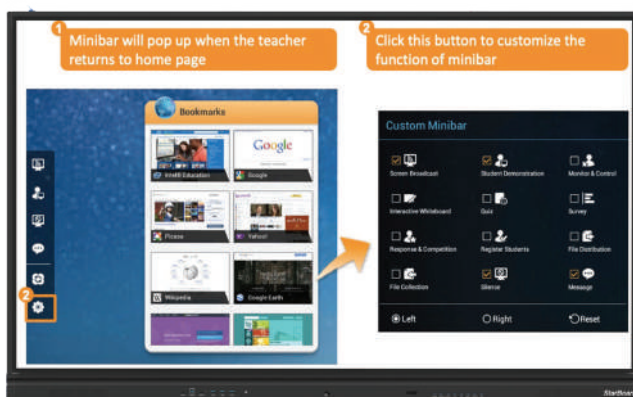 1
Minibar will pop up when the teacher
returns to home page
2
Click this button to customize the
function of minibar
Bookmarks
Intel® Education
Google
Google
Picasa
Yahoo!
Wikipedia
Google Earth
2
Custom Minibar
Screen Broadcast
Student Demonstration
Monitor & Control
Interactive Whiteboard
Quiz
Survey
Response & Competition
Register Students
File Distribution
File Collection
Silence
Message
Left
Right
Reset
StarBoard